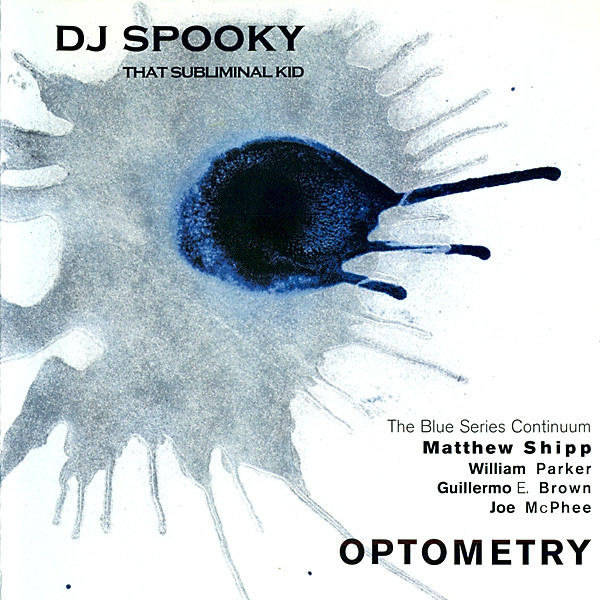 DJ SPOOKY
THAT SUBLIMINAL KID
The Blue Series Continuum
Matthew Shipp
William Parker
Guillermo E. Brown
Joe McPhee
OPTOMETRY